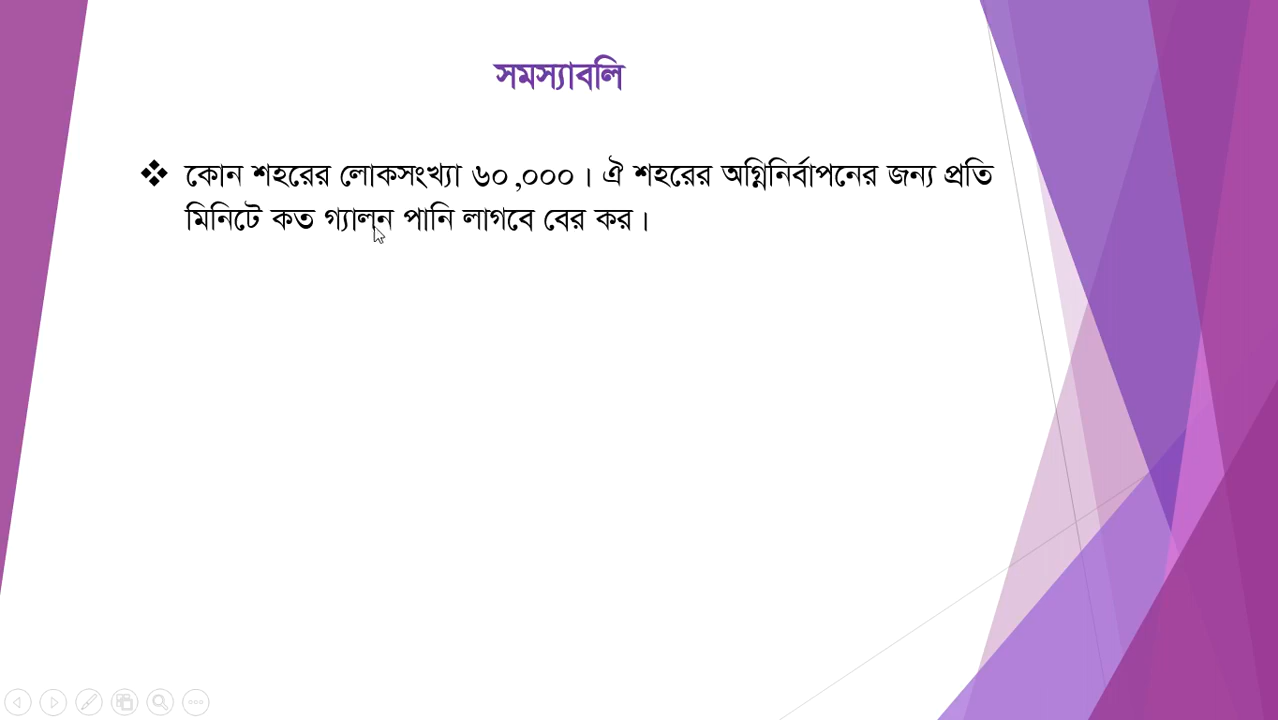 সমস্যাবলি
❖ কোন শহরের লোকসংখ্যা ৬০,০০০। ঐ শহরের অগ্নিনির্বাপনের জন্য প্রতি
মিনিটে কত গ্যালন পানি লাগবে বের কর।